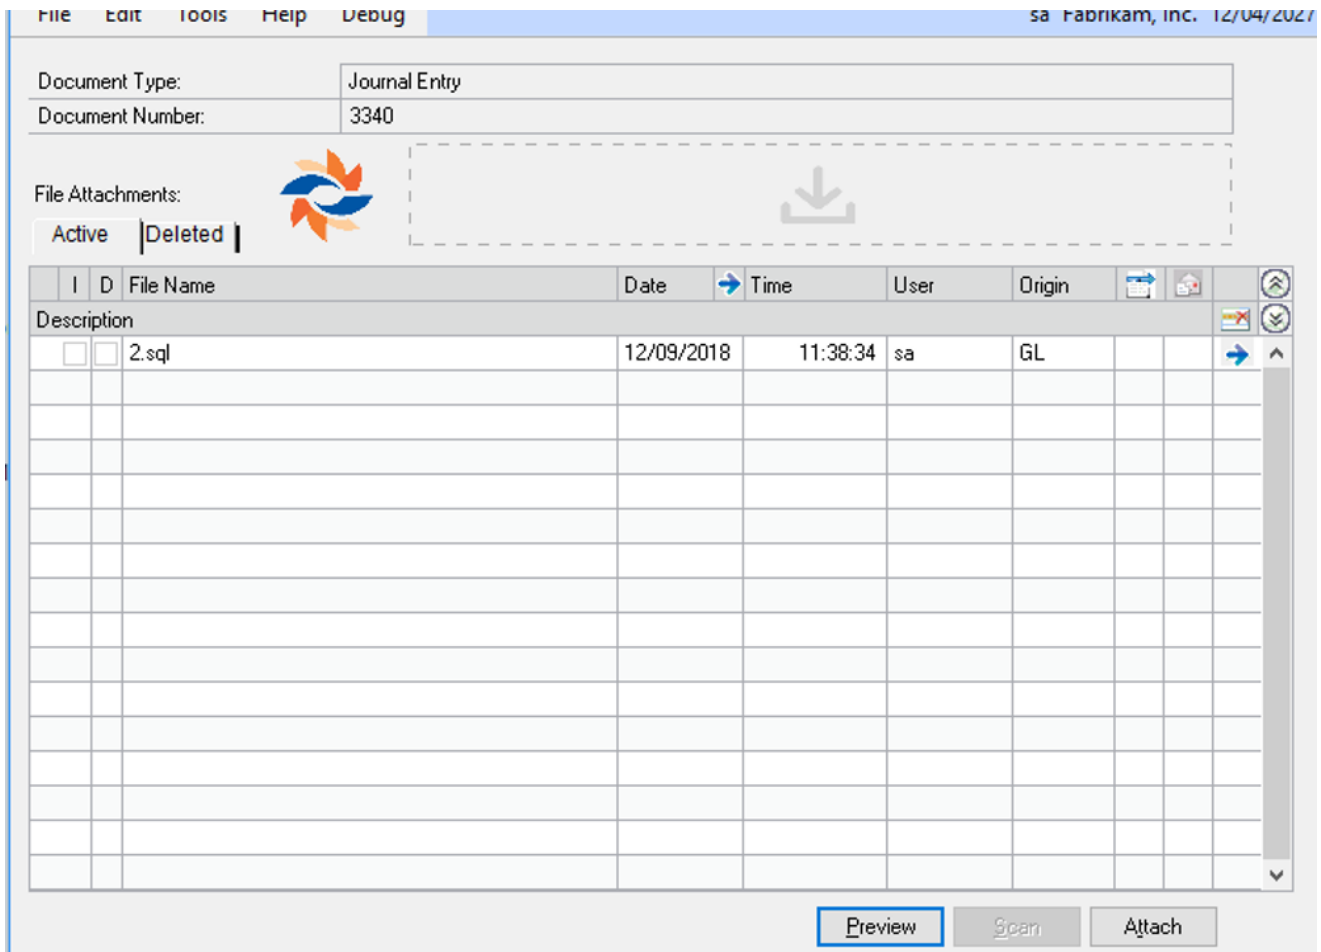 File Edit Tools Help Debug sa Fabrikam, Inc. 12/04/2027
Document Type: Journal Entry
Document Number: 3340
File Attachments:
Active Deleted
I D File Name Date Time User Origin
Description
2.sql 12/09/2018 11:38:34 sa GL
Preview Scan Attach